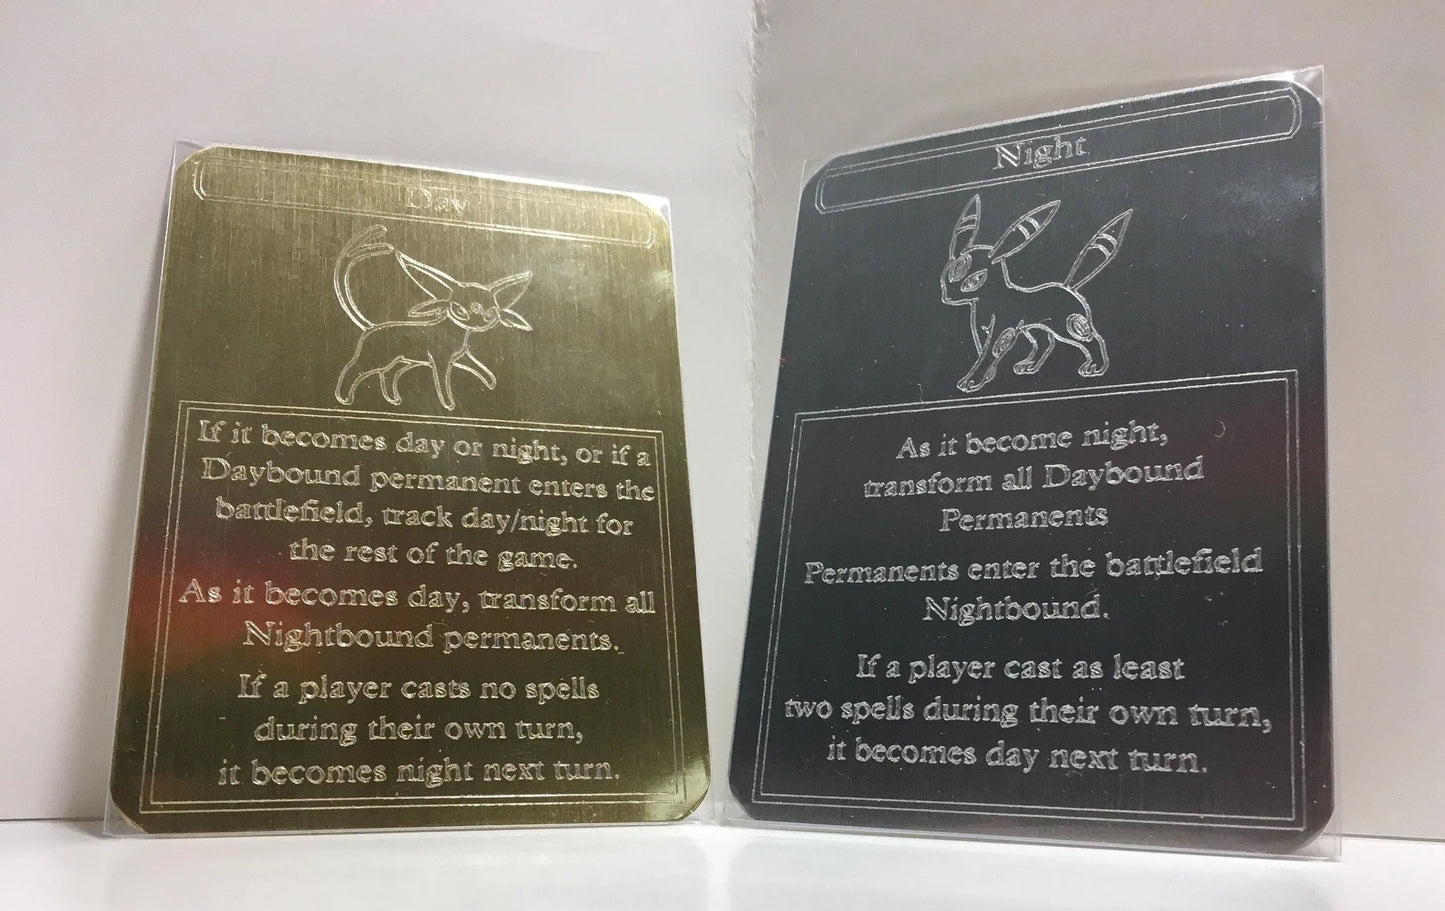 Day
If it becomes day or night, or if a
Daybound permanent enters the
battlefield, track day/night for
the rest of the game.
As it becomes day, transform all
Nightbound permanents.
If a player casts no spells
during their own turn,
it becomes night next turn.
Night
As it become night,
transform all Daybound
Permanents
Permanents enter the battlefield
Nightbound.
If a player cast as least
two spells during their own turn,
it becomes day next turn.